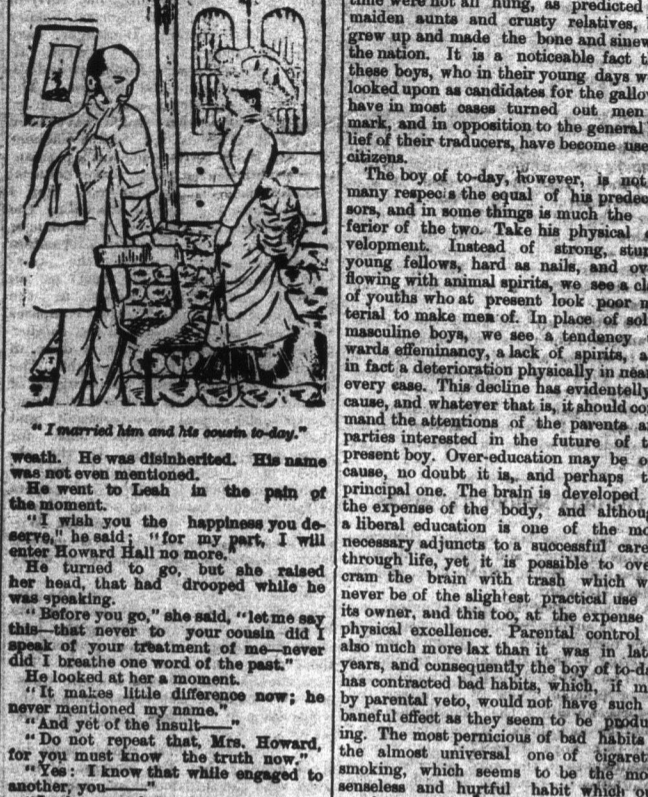 "I married him and his cousin to-day."
weath. He was disinherited. His name
was not even mentioned.
He went to Leah in the pain of
the moment.
"I wish you the happiness you de-
serve," he said; "for my part, I will
enter Howard Hall no more."
He turned to go, but she raised
her head, that had drooped while he
was speaking.
"Before you go," she said, "let me say
this—that never to your cousin did I
speak of your treatment of me—never
did I breathe one word of the past."
He looked at her a moment.
"It makes little difference now; he
never mentioned my name."
"And yet of the insult——"
"Do not repeat that, Mrs. Howard,
for you must know the truth now."
"Yes: I know that while engaged to
another, you——"
time were not all hung, as predicted
maiden aunts and crusty relatives,
grew up and made the bone and sinew
the nation. It is a noticeable fact t
these boys, who in their young days w
looked upon as candidates for the gallow
have in most cases turned out men
mark, and in opposition to the general
lief of their traducers, have become use
citizens.
The boy of to-day, however, is not
many respecis the equal of his predec
sors, and in some things is much the
ferior of the two. Take his physical
velopment. Instead of strong, stur
young fellows, hard as nails, and ov
flowing with animal spirits, we see a cl
of youths who at present look poor m
terial to make men of. In place of sol
masculine boys, we see a tendency
wards effeminancy, a lack of spirits, a
in fact a deterioration physically in near
every case. This decline has evidentelly
cause, and whatever that is, it should com
mand the attentions of the parents a
parties interested in the future of t
present boy. Over-education may be o
cause, no doubt it is, and perhaps t
principal one. The brain is developed
the expense of the body, and althoug
a liberal education is one of the mo
necessary adjuncts to a successful care
through life, yet it is possible to ove
cram the brain with trash which w
never be of the slightest practical use
its owner, and this too, at the expense
physical excellence. Parental control
also much more lax than it was in lat
years, and consequently the boy of to-da
has contracted bad habits, which, if m
by parental veto, would not have such
baneful effect as they seem to be produ
ing. The most pernicious of bad habits
the almost universal one of cigaret
smoking, which seems to be the mo
senseless and hurtful habit which